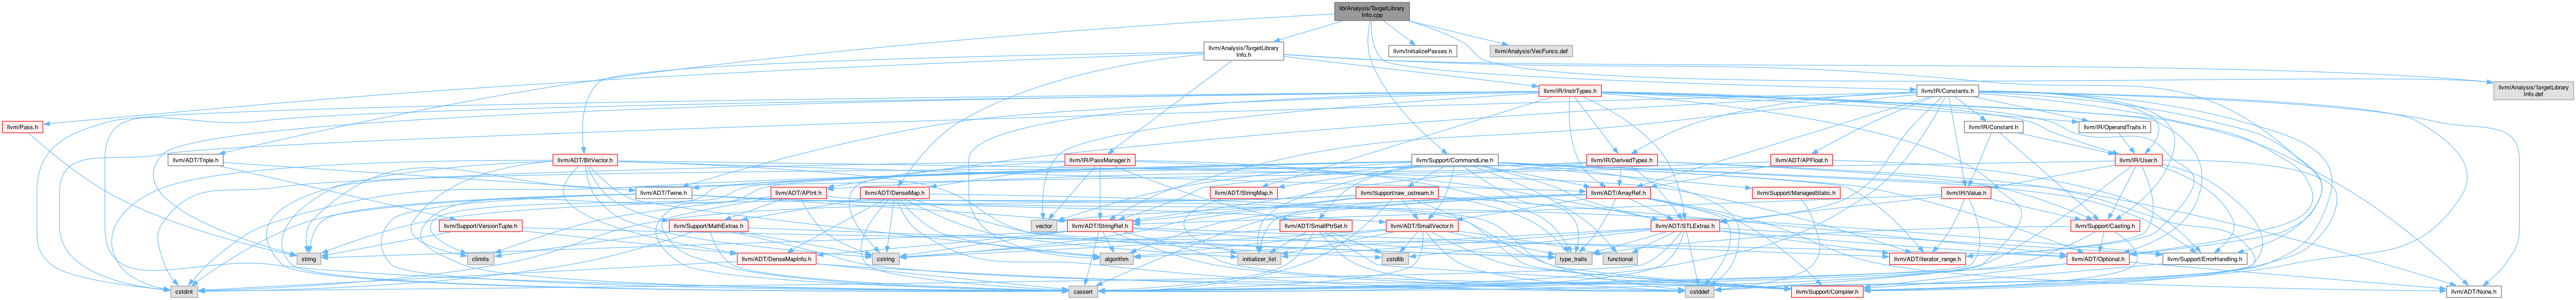 lib/Analysis/TargetLibrary
Info.cpp
llvm/Analysis/TargetLibrary
Info.h
llvm/InitializePasses.h
llvm/Analysis/VecFuncs.def
llvm/IR/InstrTypes.h
llvm/IR/Constants.h
llvm/Analysis/TargetLibrary
Info.def
llvm/Pass.h
llvm/IR/Constant.h
llvm/IR/OperandTraits.h
llvm/ADT/Triple.h
llvm/ADT/BitVector.h
llvm/IR/PassManager.h
llvm/Support/CommandLine.h
llvm/IR/DerivedTypes.h
llvm/ADT/APFloat.h
llvm/IR/User.h
llvm/ADT/Twine.h
llvm/ADT/APInt.h
llvm/ADT/DenseMap.h
llvm/ADT/StringMap.h
llvm/Support/raw_ostream.h
llvm/ADT/ArrayRef.h
llvm/Support/ManagedStatic.h
llvm/IR/Value.h
llvm/Support/VersionTuple.h
llvm/Support/MathExtras.h
vector
llvm/ADT/StringRef.h
llvm/ADT/SmallPtrSet.h
llvm/ADT/SmallVector.h
llvm/ADT/STLExtras.h
llvm/Support/Casting.h
string
climits
llvm/ADT/DenseMapInfo.h
cstring
algorithm
initializer_list
cstdlib
type_traits
functional
llvm/ADT/iterator_range.h
llvm/ADT/Optional.h
llvm/Support/ErrorHandling.h
cstdint
cassert
cstddef
llvm/Support/Compiler.h
llvm/ADT/None.h